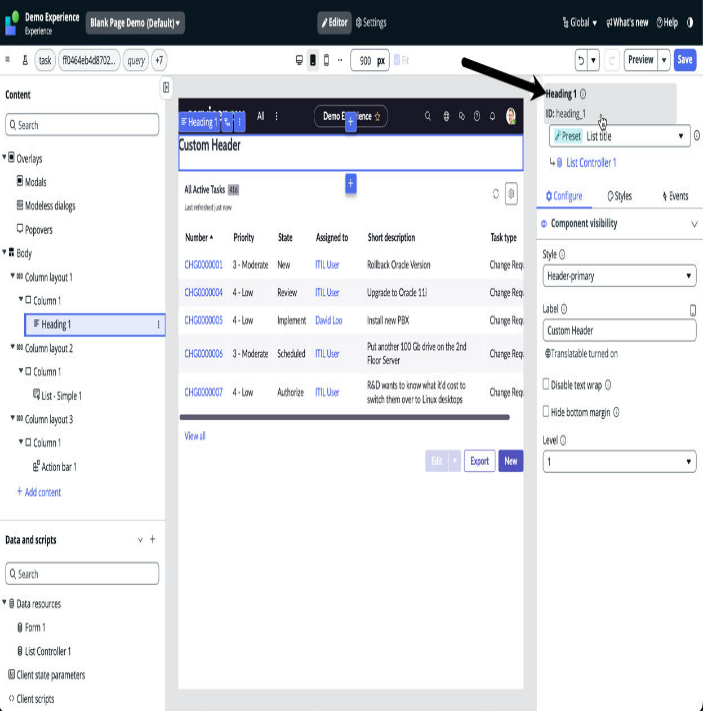 Demo Experience
Experience
Blank Page Demo (Default)
Editor
Settings
Global
What's new
Help
task
ff0464eb4d8702...
query
+7
900 px
Fit
Preview
Save
Content
Search
Overlays
Modals
Modeless dialogs
Popovers
Body
Column layout 1
Column 1
Heading 1
Column layout 2
Column 1
List - Simple 1
Column layout 3
Column 1
Action bar 1
+ Add content
Data and scripts
Search
Data resources
Form 1
List Controller 1
Client state parameters
Client scripts
All
Heading 1
Custom Header
All Active Tasks 414
Last refreshed just now
Number Priority State Assigned to Short description Task type
CHG0000001 3 - Moderate New ITIL User Rollback Oracle Version Change Req
CHG0000004 4 - Low Review ITIL User Upgrade to Oracle 11i Change Req
CHG0000005 4 - Low Implement David Loo Install new PBX Change Req
CHG0000006 3 - Moderate Scheduled ITIL User Put another 100 Gb drive on the 2nd Floor Server Change Req
CHG0000007 4 - Low Authorize ITIL User R&D wants to know what it'd cost to switch them over to Linux desktops Change Req
View all
Edit
Export
New
Heading 1
ID: heading_1
Preset List title
List Controller 1
Configure
Styles
Events
Component visibility
Style
Header-primary
Label
Custom Header
Translatable turned on
Disable text wrap
Hide bottom margin
Level
1